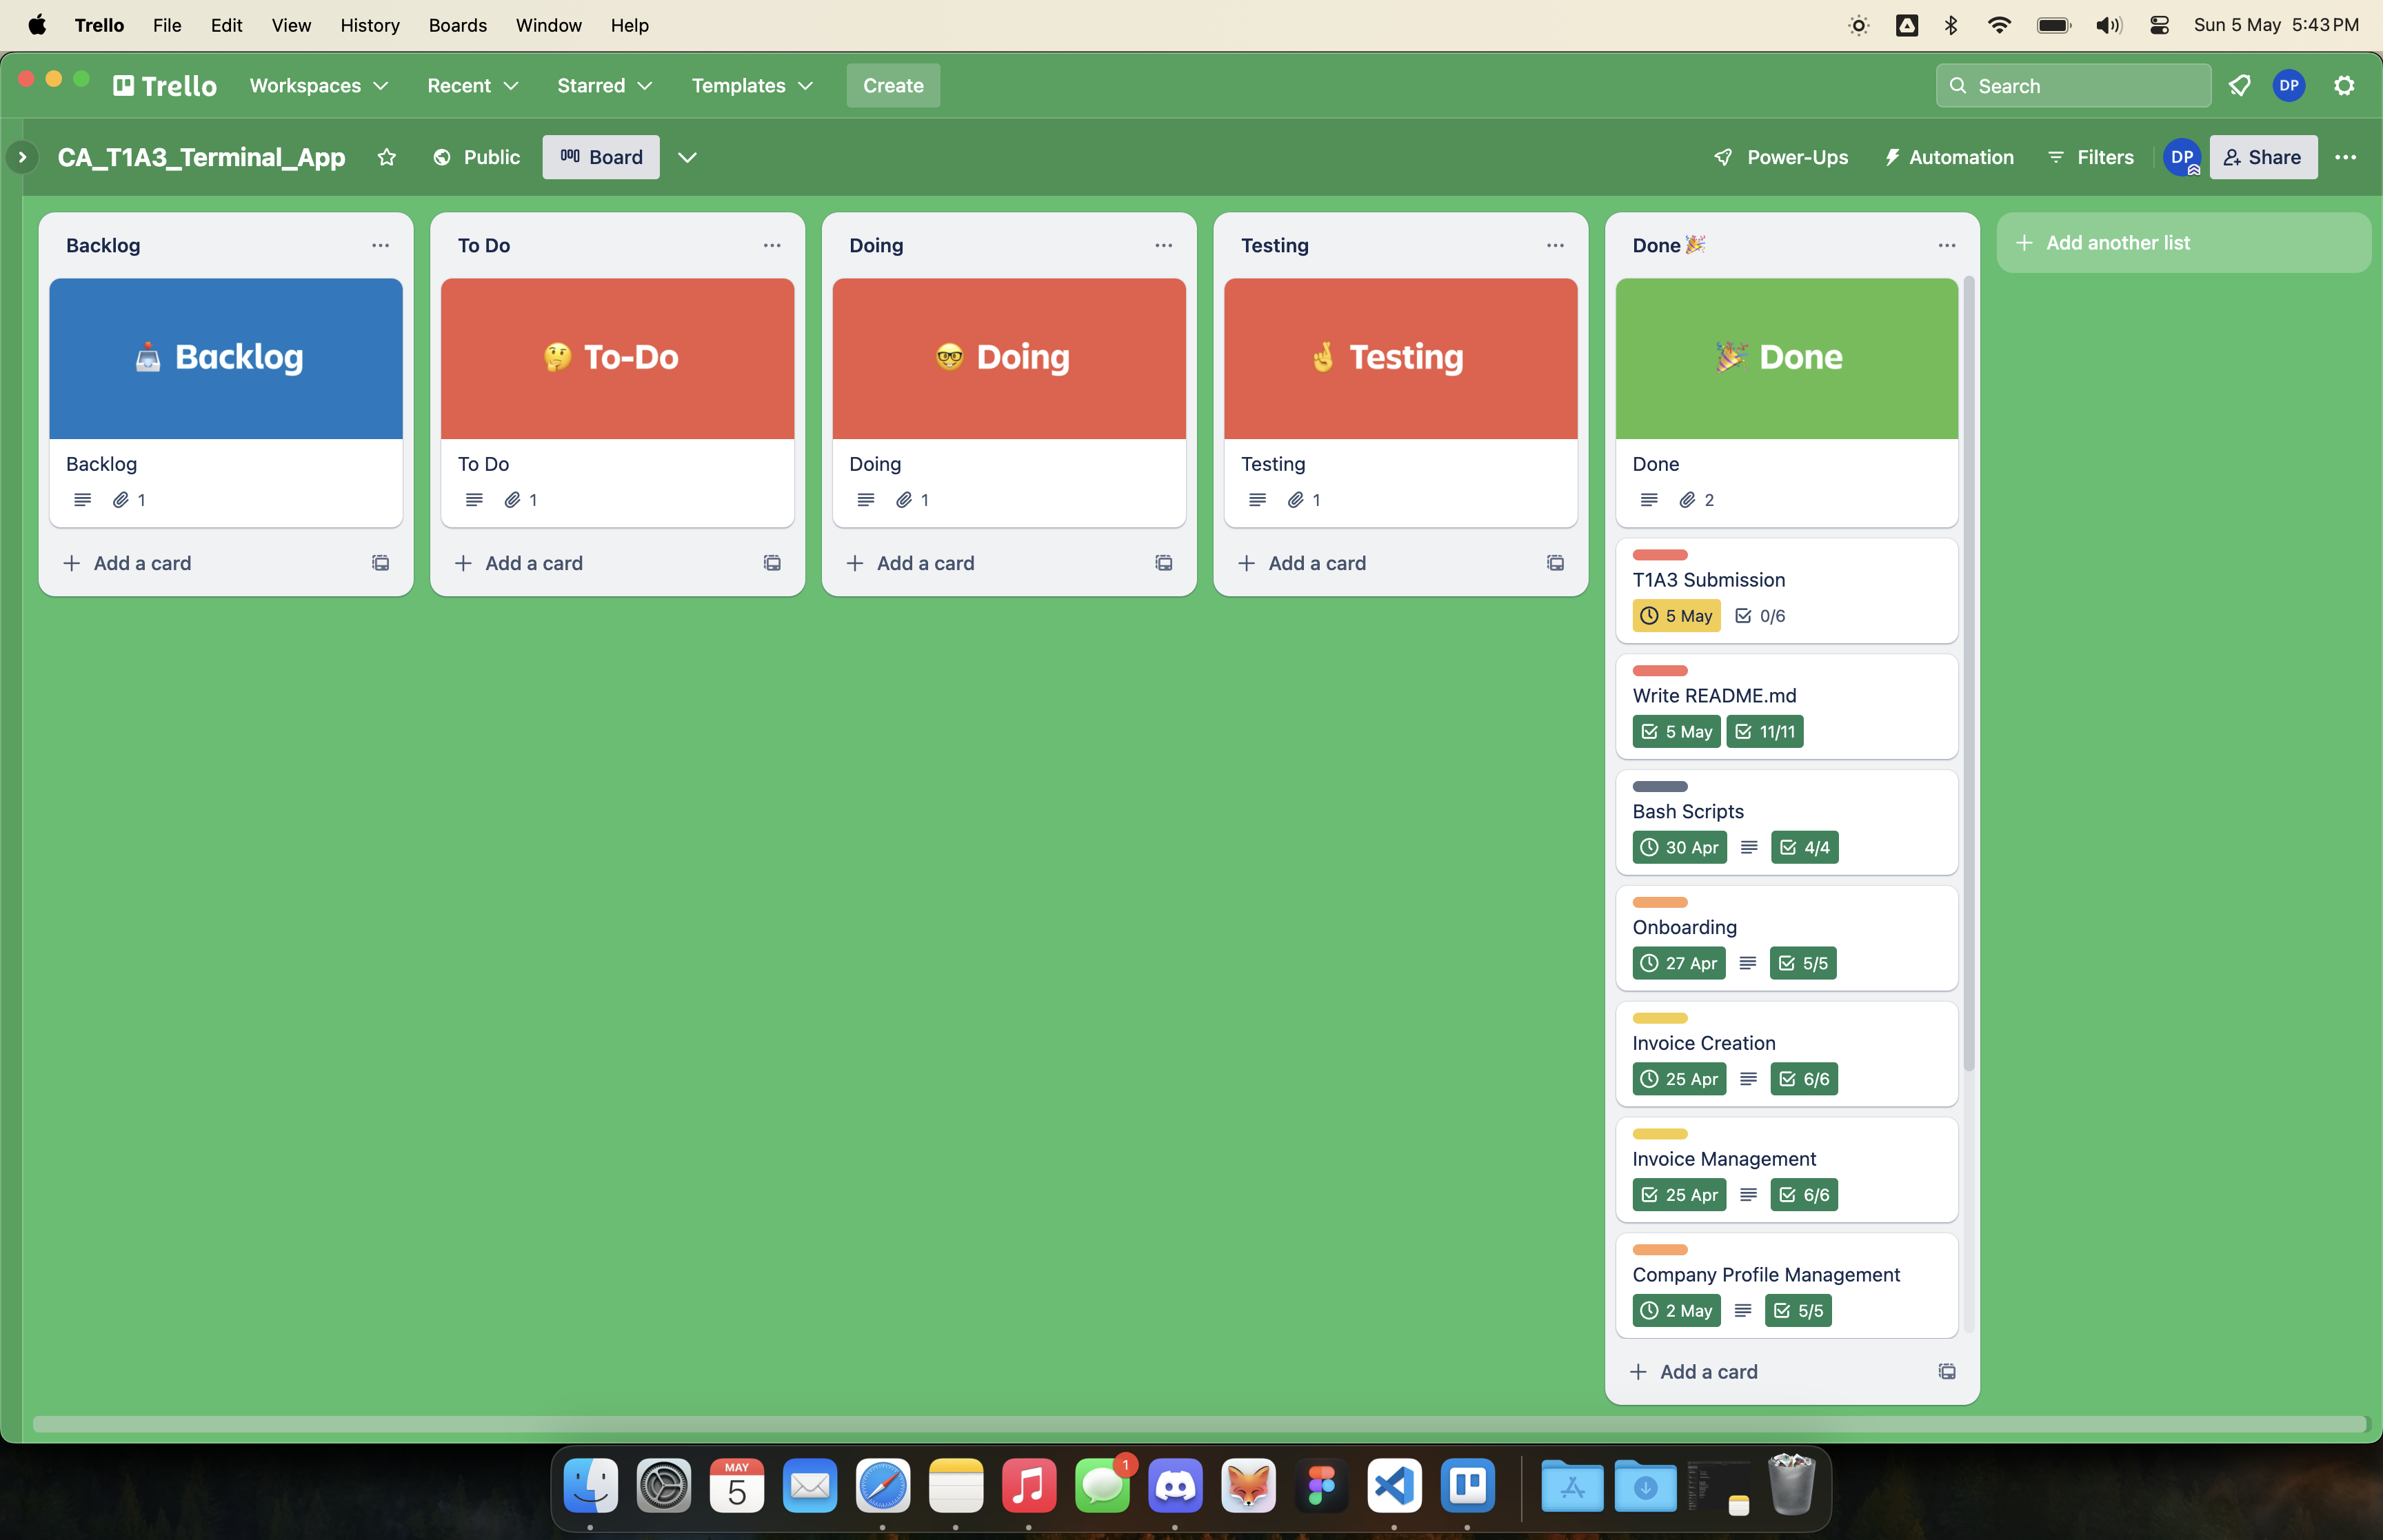 Trello File Edit View History Boards Window Help Sun 5 May 5:43 PM
Trello Workspaces Recent Starred Templates Create Search DP
CA_T1A3_Terminal_App Public Board Power-Ups Automation Filters DP Share
Backlog
Backlog
Backlog
1
Add a card
To Do
To-Do
To Do
1
Add a card
Doing
Doing
Doing
1
Add a card
Testing
Testing
Testing
1
Add a card
Done
Done
Done
2
T1A3 Submission
5 May 0/6
Write README.md
5 May 11/11
Bash Scripts
30 Apr 4/4
Onboarding
27 Apr 5/5
Invoice Creation
25 Apr 6/6
Invoice Management
25 Apr 6/6
Company Profile Management
2 May 5/5
Add a card
Add another list
MAY
5
1